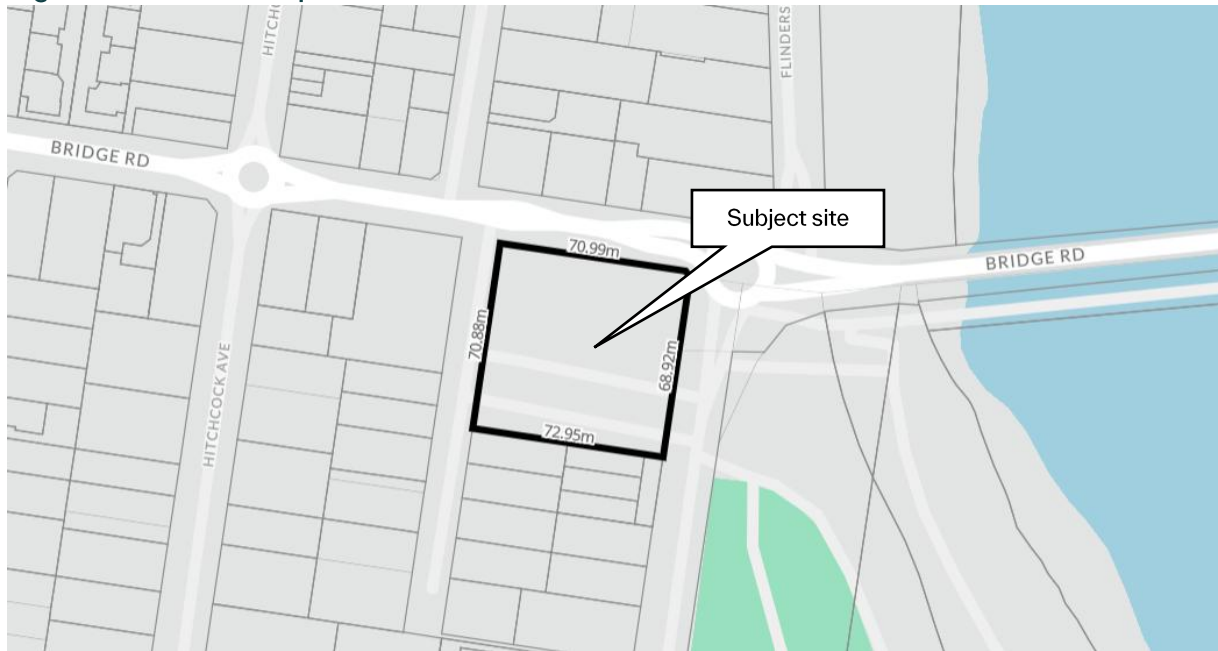 HITCHC
FLINDERS
BRIDGE RD
Subject site
70.99m
BRIDGE RD
70.88m
68.92m
HITCHCOCK AVE
72.95m